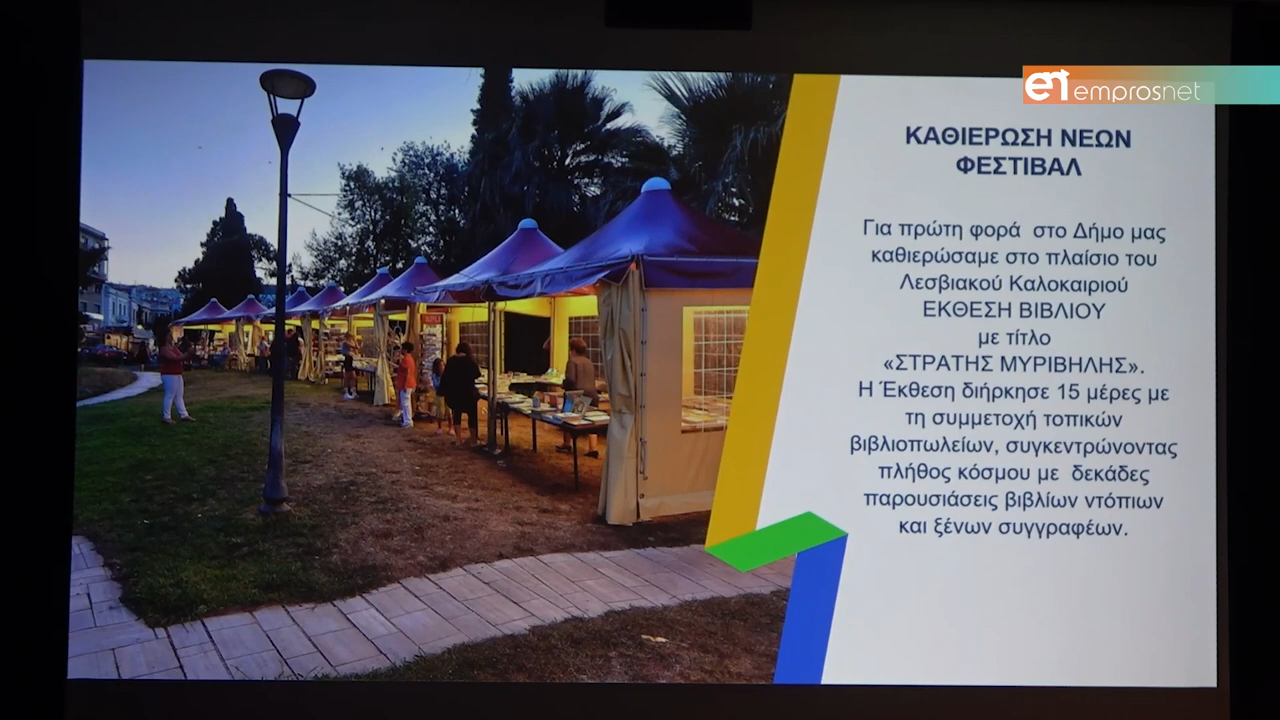 en emprosnet
ΚΑΘΙΕΡΩΣΗ ΝΕΩΝ
ΦΕΣΤΙΒΑΛ
Για πρώτη φορά στο Δήμο μας
καθιερώσαμε στο πλαίσιο του
Λεσβιακού Καλοκαιριού
ΕΚΘΕΣΗ ΒΙΒΛΙΟΥ
με τίτλο
«ΣΤΡΑΤΗΣ ΜΥΡΙΒΗΛΗΣ».
Η Έκθεση διήρκησε 15 μέρες με
τη συμμετοχή τοπικών
βιβλιοπωλείων, συγκεντρώνοντας
πλήθος κόσμου με δεκάδες
παρουσιάσεις βιβλίων ντόπιων
και ξένων συγγραφέων.